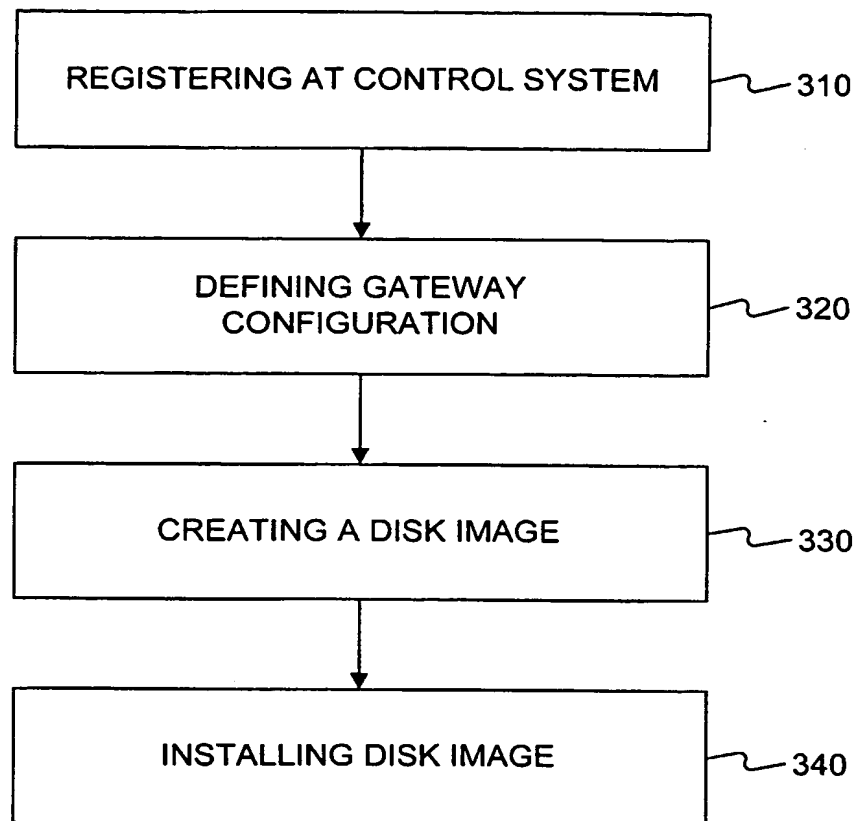 REGISTERING AT CONTROL SYSTEM
310
DEFINING GATEWAY
CONFIGURATION
320
CREATING A DISK IMAGE
330
INSTALLING DISK IMAGE
340